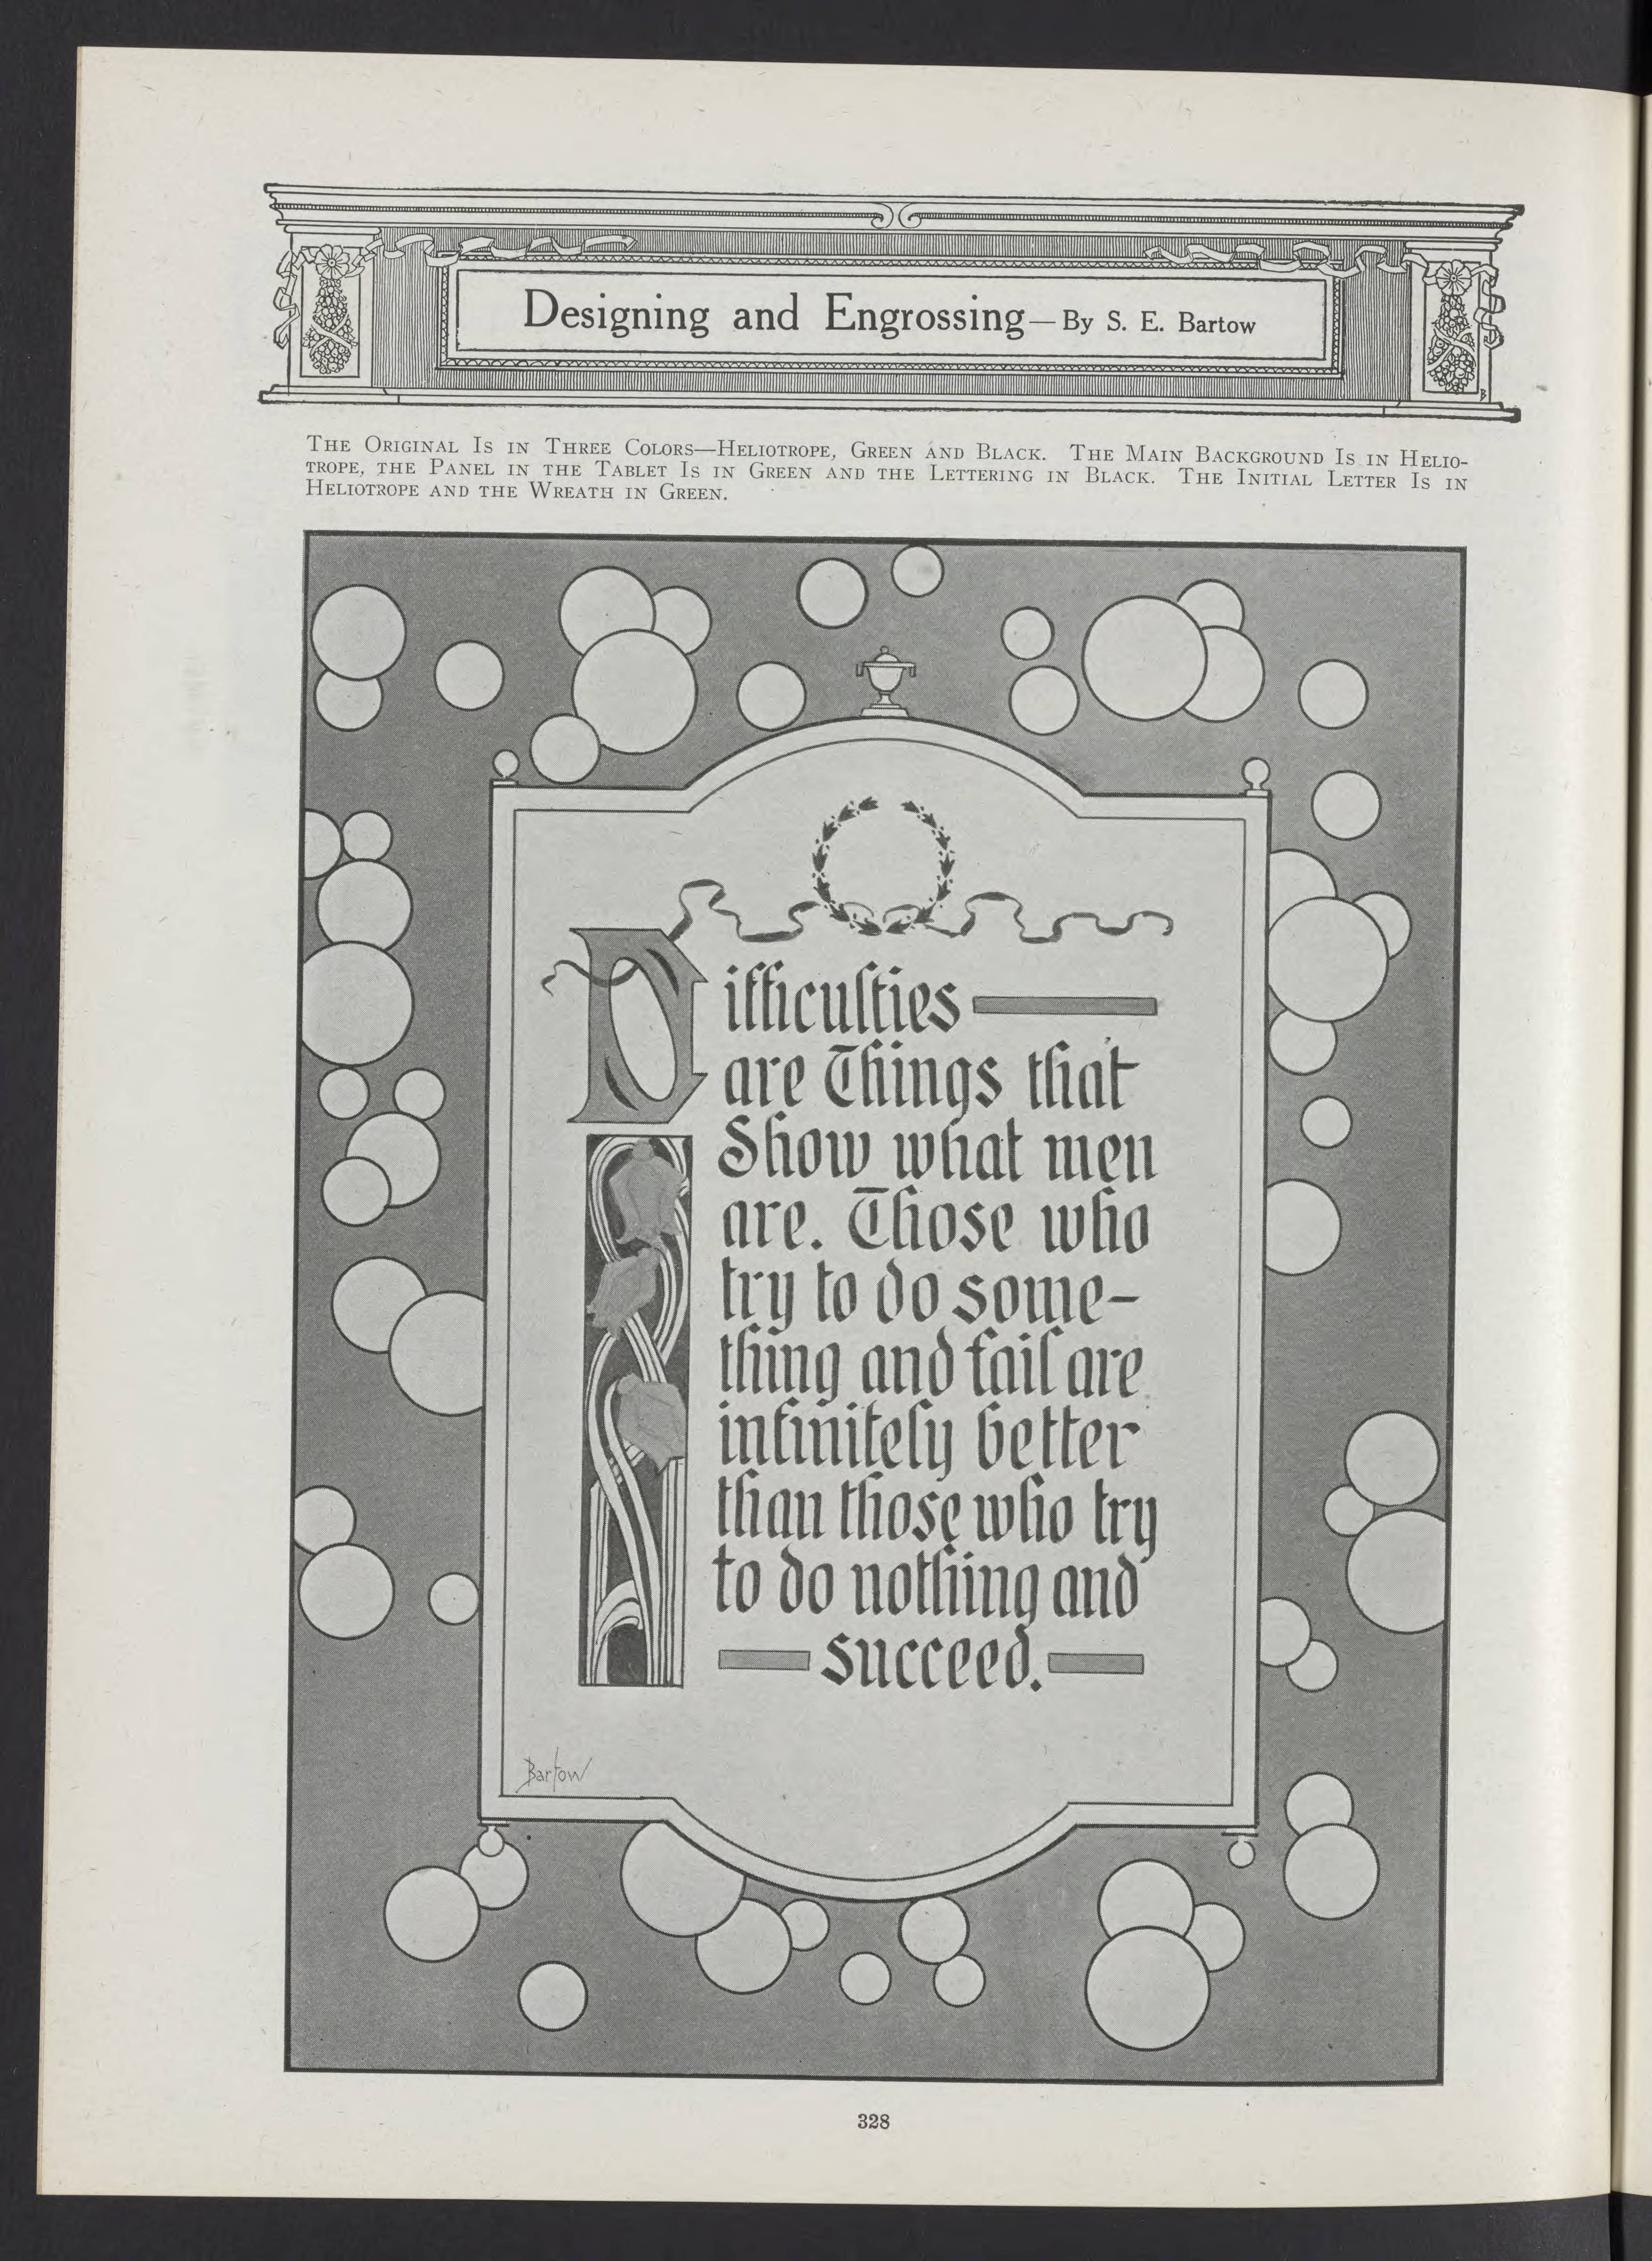 Designing and Engrossing—By S. E. Bartow
THE ORIGINAL IS IN THREE COLORS—HELIOTROPE, GREEN AND BLACK. THE MAIN BACKGROUND IS IN HELIO-
TROPE, THE PANEL IN THE TABLET IS IN GREEN AND THE LETTERING IN BLACK. THE INITIAL LETTER IS IN
HELIOTROPE AND THE WREATH IN GREEN.
Difficulties
are Things that
Show what men
are. Those who
try to do some-
thing and fail are
infinitely better
than those who try
to do nothing and
succeed.
Bartow
328